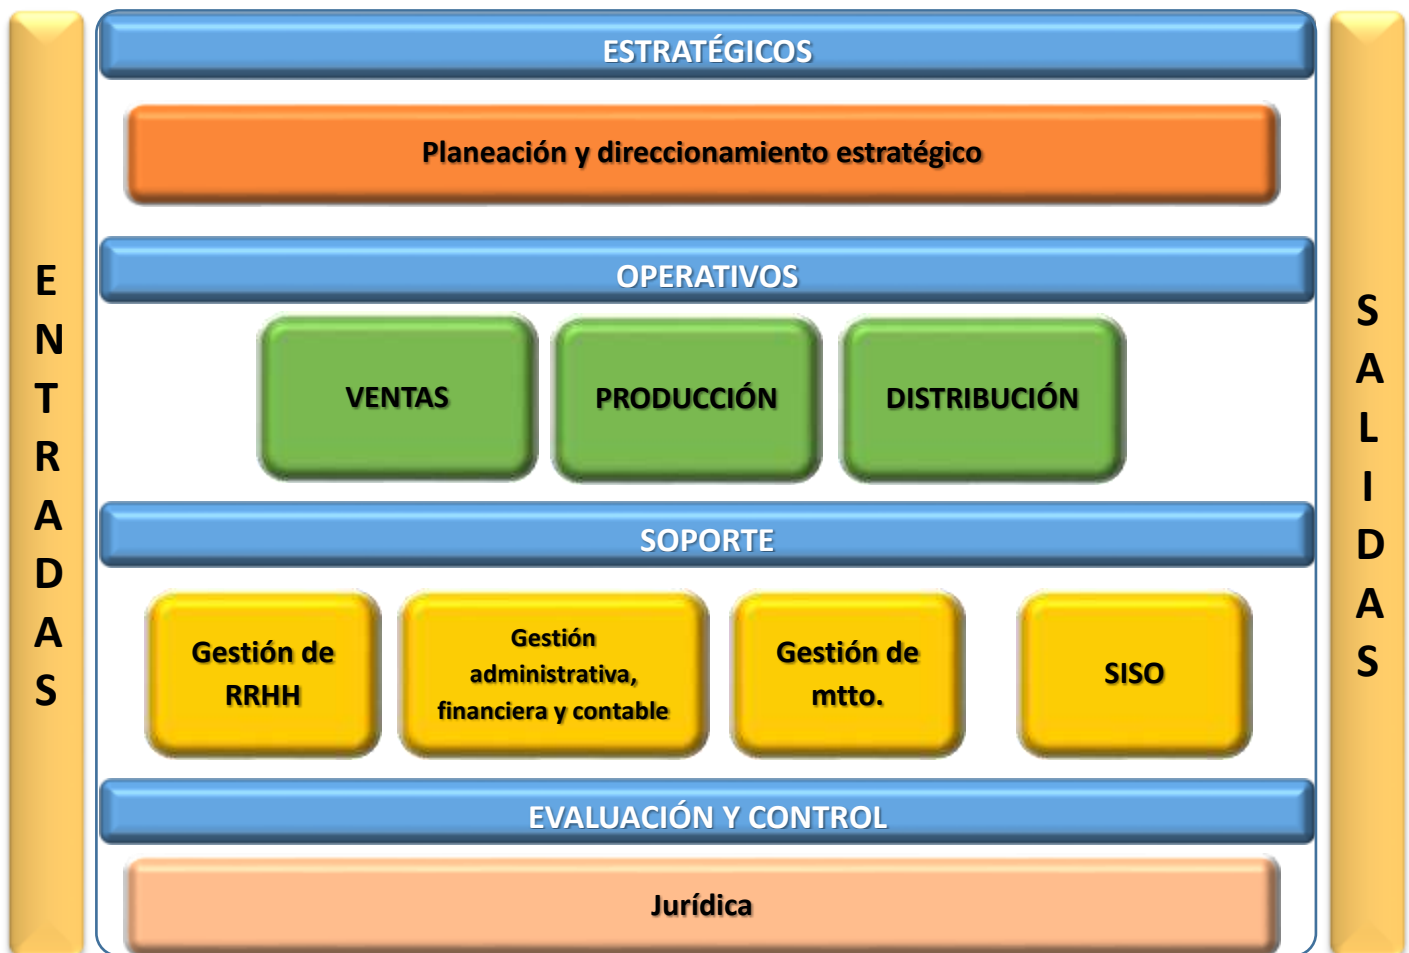 ENTRADAS
ESTRATÉGICOS
Planeación y direccionamiento estratégico
OPERATIVOS
VENTAS
PRODUCCIÓN
DISTRIBUCIÓN
SOPORTE
Gestión de
RRHH
Gestión
administrativa,
financiera y contable
Gestión de
mtto.
SISO
EVALUACIÓN Y CONTROL
Jurídica
SALIDAS